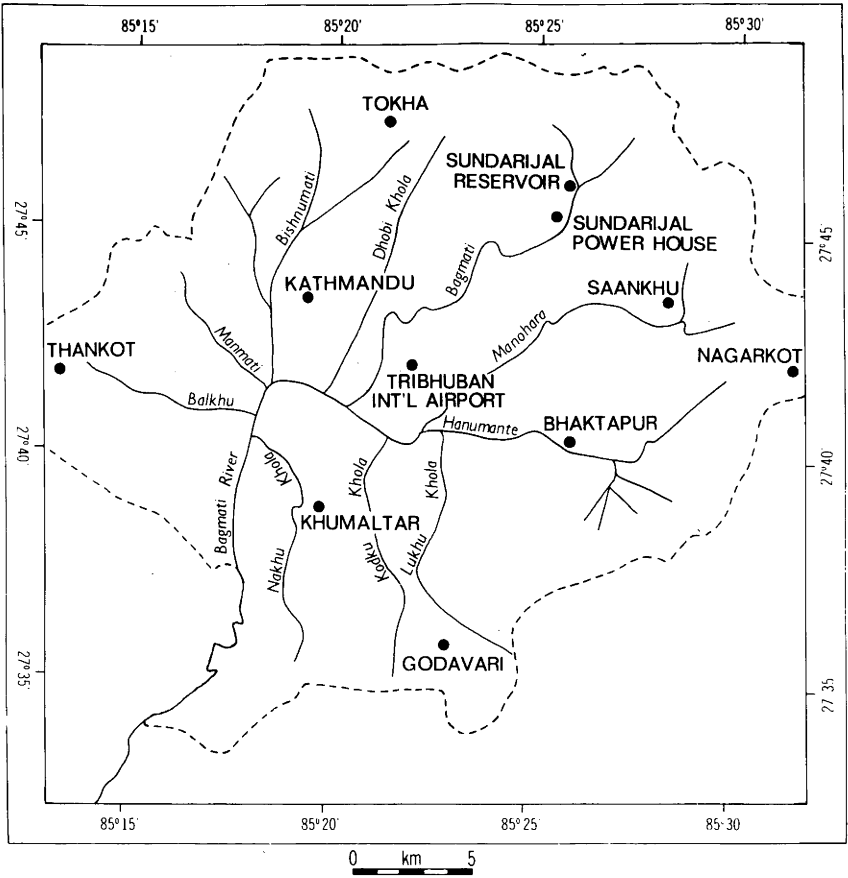 85°15'
85°20'
85°25'
85°30'
TOKHA
SUNDARIJAL
RESERVOIR
27°45'
27°45'
Bishnumati
Dhobi Khola
SUNDARIJAL
POWER HOUSE
Bagmati
KATHMANDU
SAANKHU
THANKOT
Manmati
Manohara
NAGARKOT
Balkhu
TRIBHUBAN
INT'L AIRPORT
Hanumante
BHAKTAPUR
27°40'
27°40'
Bagmati River
Nakhu Khola
Kodku Khola
Lukhu Khola
KHUMALTAR
GODAVARI
27°35'
27 35'
85°15'
85°20'
85°25'
85°30'
0 km 5